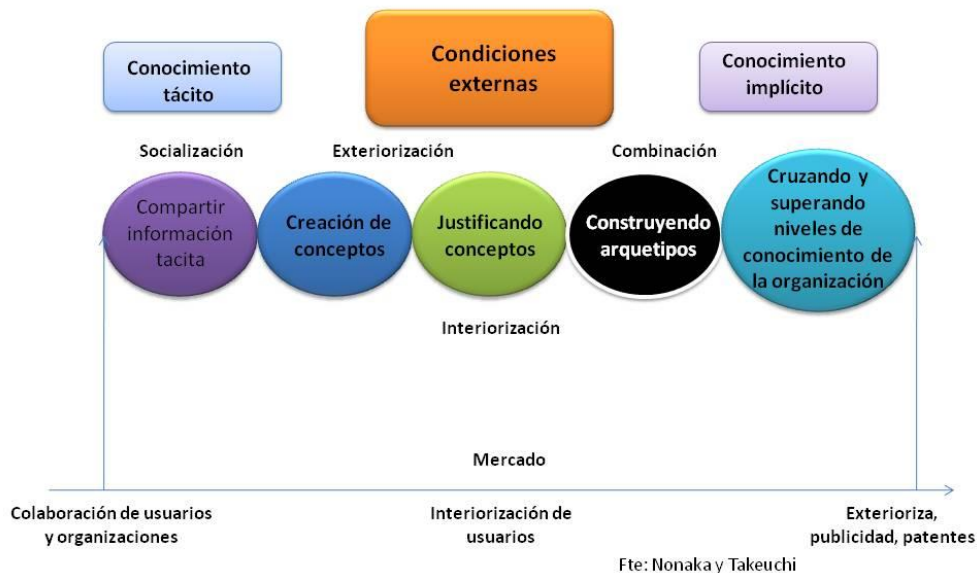 Conocimiento
tácito
Condiciones
externas
Conocimiento
implícito
Socialización
Exteriorización
Combinación
Compartir
información
tacita
Creación de
conceptos
Justificando
conceptos
Construyendo
arquetipos
Cruzando y
superando
niveles de
conocimiento de
la organización
Interiorización
Mercado
Colaboración de usuarios
y organizaciones
Interiorización de
usuarios
Exterioriza,
publicidad, patentes
Fte: Nonaka y Takeuchi